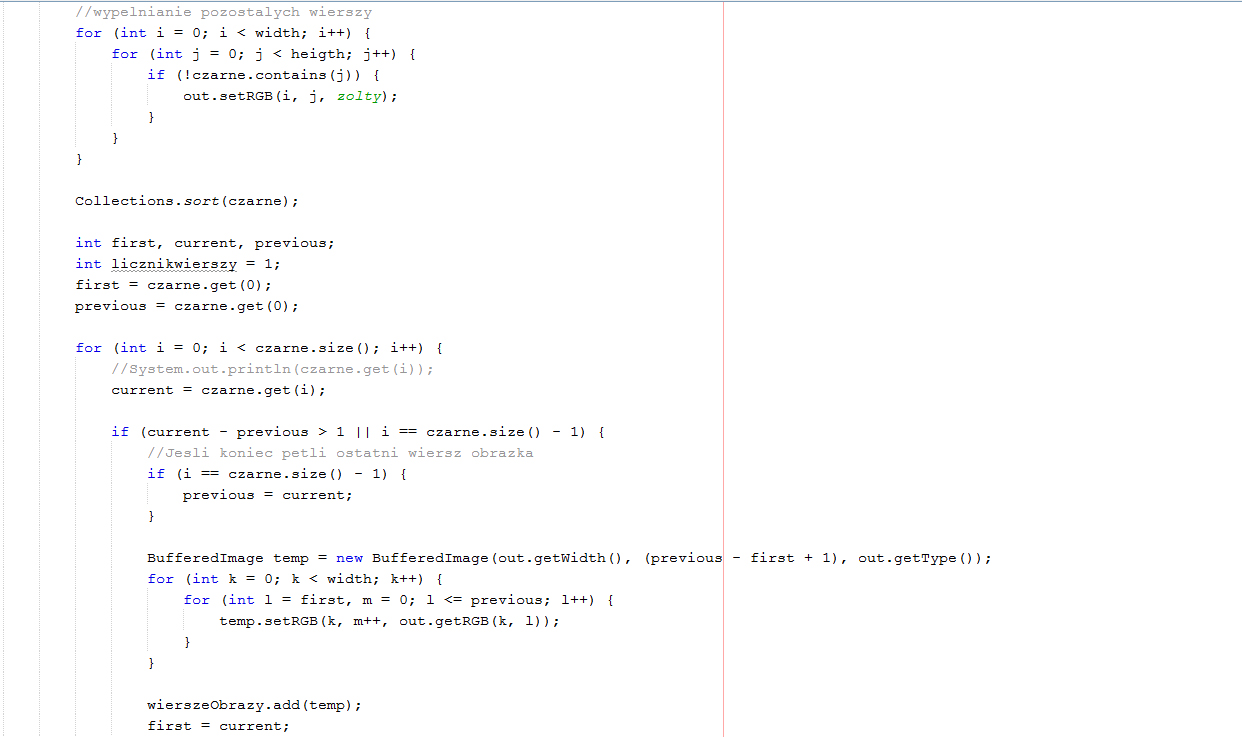 //wypelnianie pozostalych wierszy
for (int i = 0; i < width; i++) {
for (int j = 0; j < heigth; j++) {
if (!czarne.contains(j)) {
out.setRGB(i, j, zolty);
}
}
}
Collections.sort(czarne);
int first, current, previous;
int licznikwierszy = 1;
first = czarne.get(0);
previous = czarne.get(0);
for (int i = 0; i < czarne.size(); i++) {
//System.out.println(czarne.get(i));
current = czarne.get(i);
if (current - previous > 1 || i == czarne.size() - 1) {
//Jesli koniec petli ostatni wiersz obrazka
if (i == czarne.size() - 1) {
previous = current;
}
BufferedImage temp = new BufferedImage(out.getWidth(), (previous - first + 1), out.getType());
for (int k = 0; k < width; k++) {
for (int l = first, m = 0; l <= previous; l++) {
temp.setRGB(k, m++, out.getRGB(k, l));
}
}
wierszeObrazy.add(temp);
first = current;